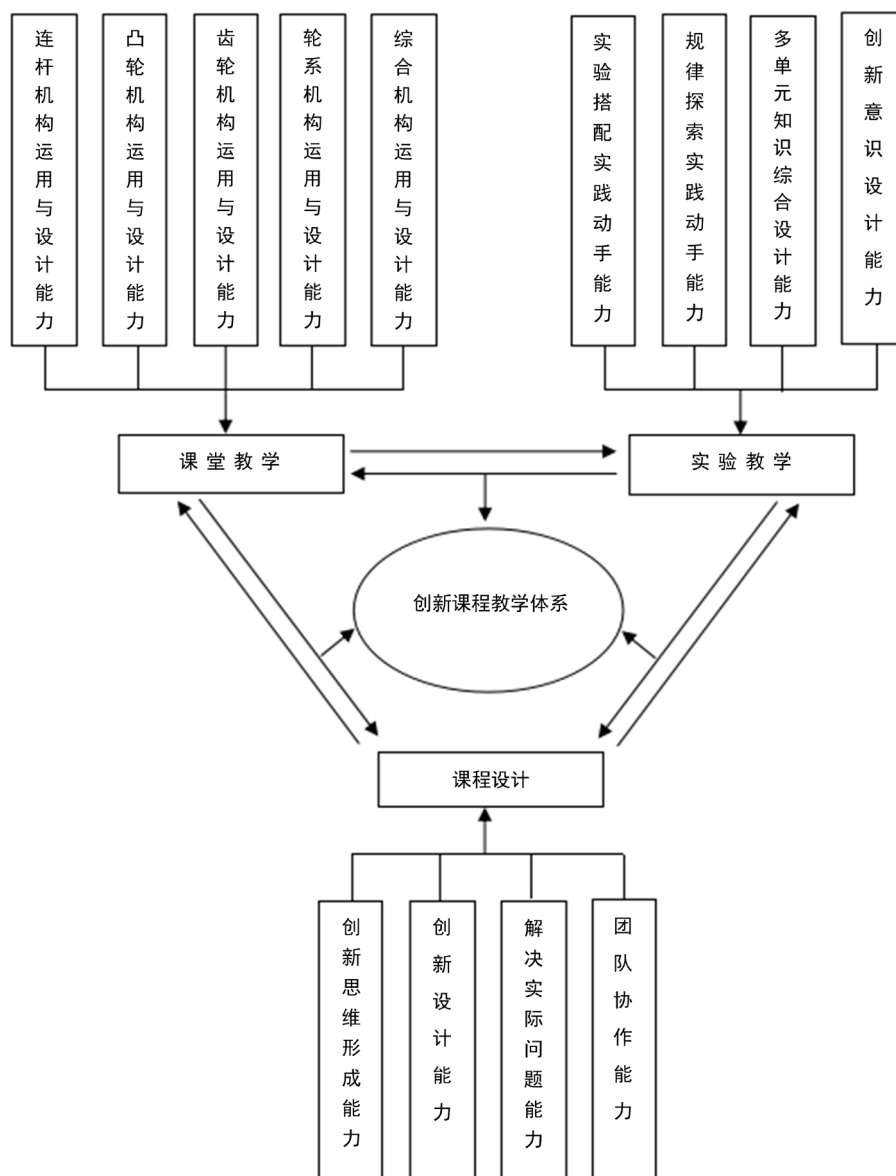 连杆机构运用与设计能力
凸轮机构运用与设计能力
齿轮机构运用与设计能力
轮系机构运用与设计能力
综合机构运用与设计能力
实验搭配实践动手能力
规律探索实践动手能力
多单元知识综合设计能力
创新意识设计能力
课堂教学
实验教学
创新课程教学体系
课程设计
创新思维形成能力
创新设计能力
解决实际问题能力
团队协作能力